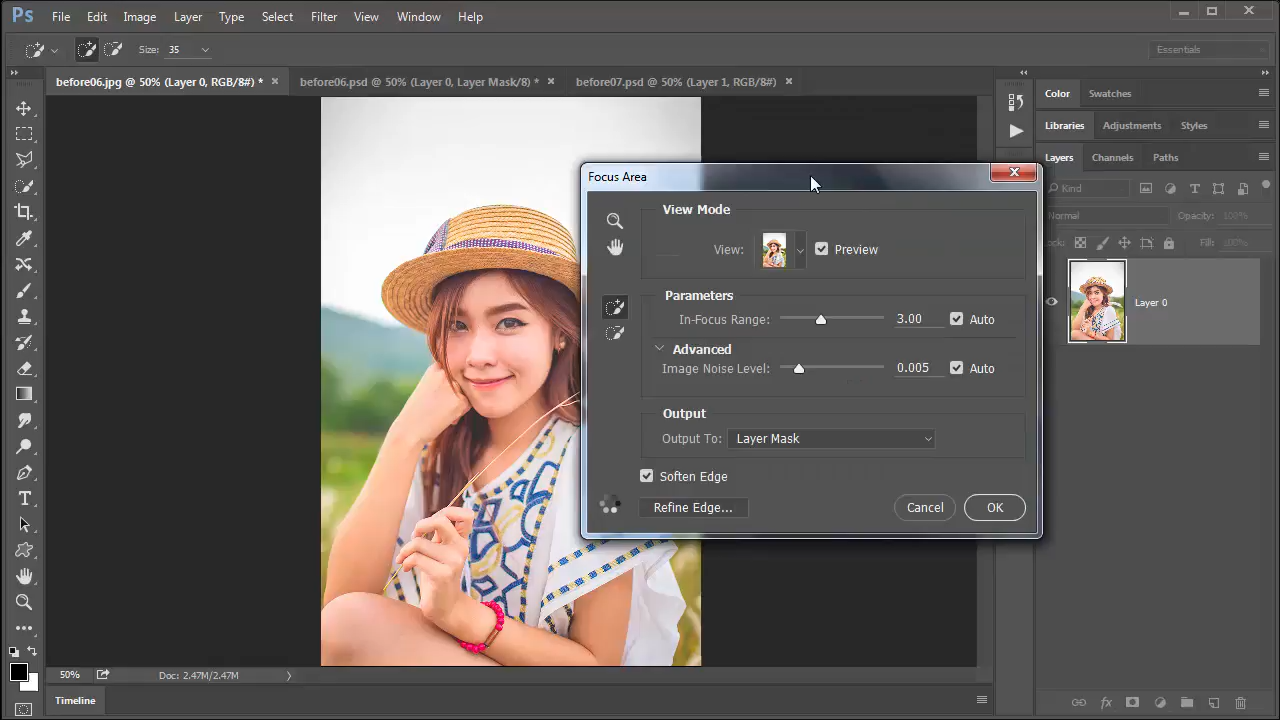 Ps File Edit Image Layer Type Select Filter View Window Help
Size: 35 Essentials
before06.jpg @ 50% (Layer 0, RGB/8#) * × before06.psd @ 50% (Layer 0, Layer Mask/8) * × before07.psd @ 50% (Layer 1, RGB/8#) ×
Color Swatches
Libraries Adjustments Styles
Layers Channels Paths
Kind
Normal Opacity: 100%
Fill: 100%
Layer 0
Focus Area
View Mode
View: Preview
Parameters
In-Focus Range: 3.00 Auto
Advanced
Image Noise Level: 0.005 Auto
Output
Output To: Layer Mask
Soften Edge
Refine Edge... Cancel OK
50% Doc: 2.47M/2.47M
Timeline